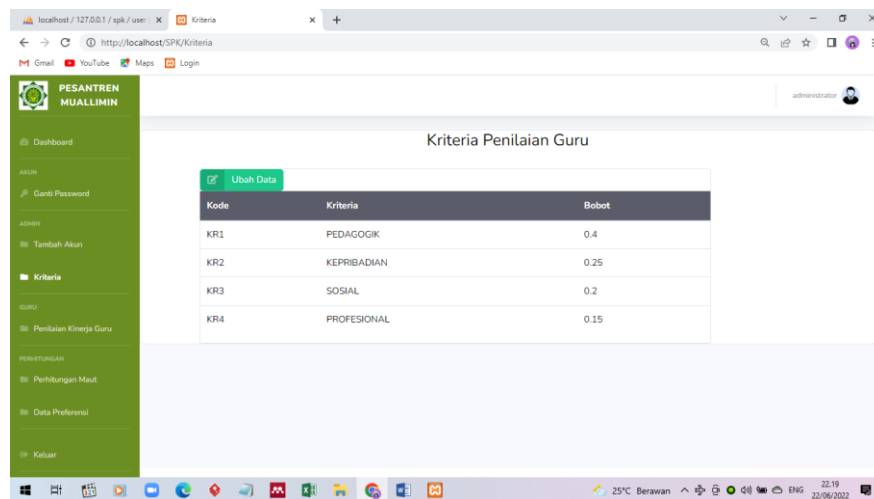 localhost / 127.0.0.1 / spk / user
Kriteria
http://localhost/SPK/Kriteria
Gmail
YouTube
Maps
Login
PESANTREN
MUALLIMIN
administrator
Dashboard
AKUN
Ganti Password
ADMIN
Tambah Akun
Kriteria
GURU
Penilaian Kinerja Guru
PERHITUNGAN
Perhitungan Maut
Data Preferensi
Keluar
Kriteria Penilaian Guru
Ubah Data
Kode Kriteria Bobot
KR1 PEDAGOGIK 0.4
KR2 KEPRIBADIAN 0.25
KR3 SOSIAL 0.2
KR4 PROFESIONAL 0.15
25°C Berawan
ENG
22.19
22/06/2022